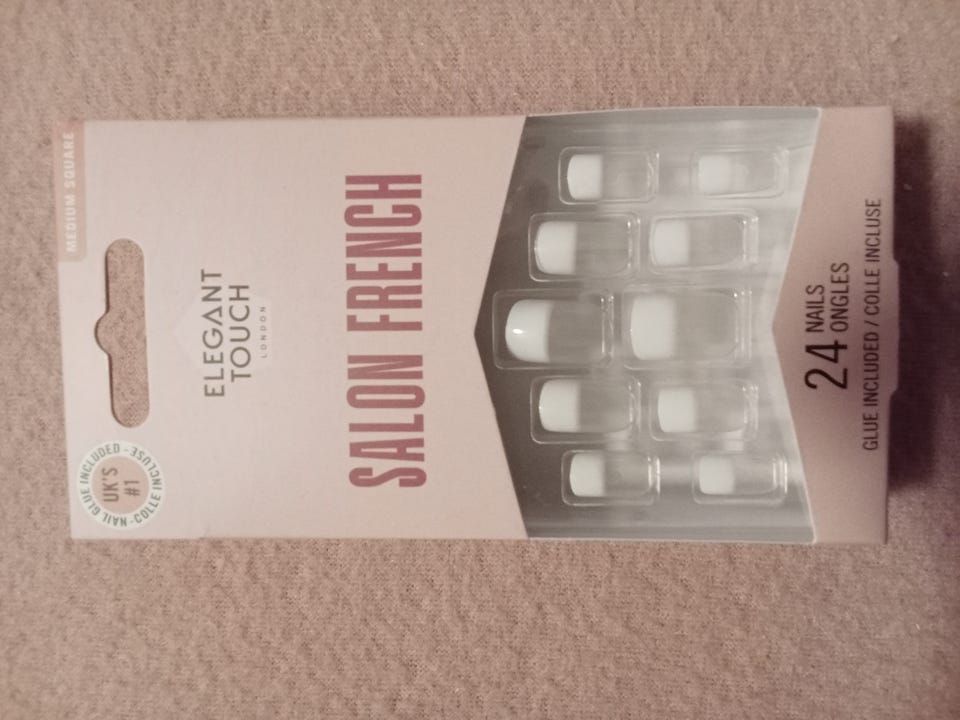 MEDIUM SQUARE
NAIL GLUE INCLUDED - COLLE INCLUSE -
UK'S
#1
ELEGANT
TOUCH
LONDON
SALON FRENCH
24 NAILS
ONGLES
GLUE INCLUDED / COLLE INCLUSE